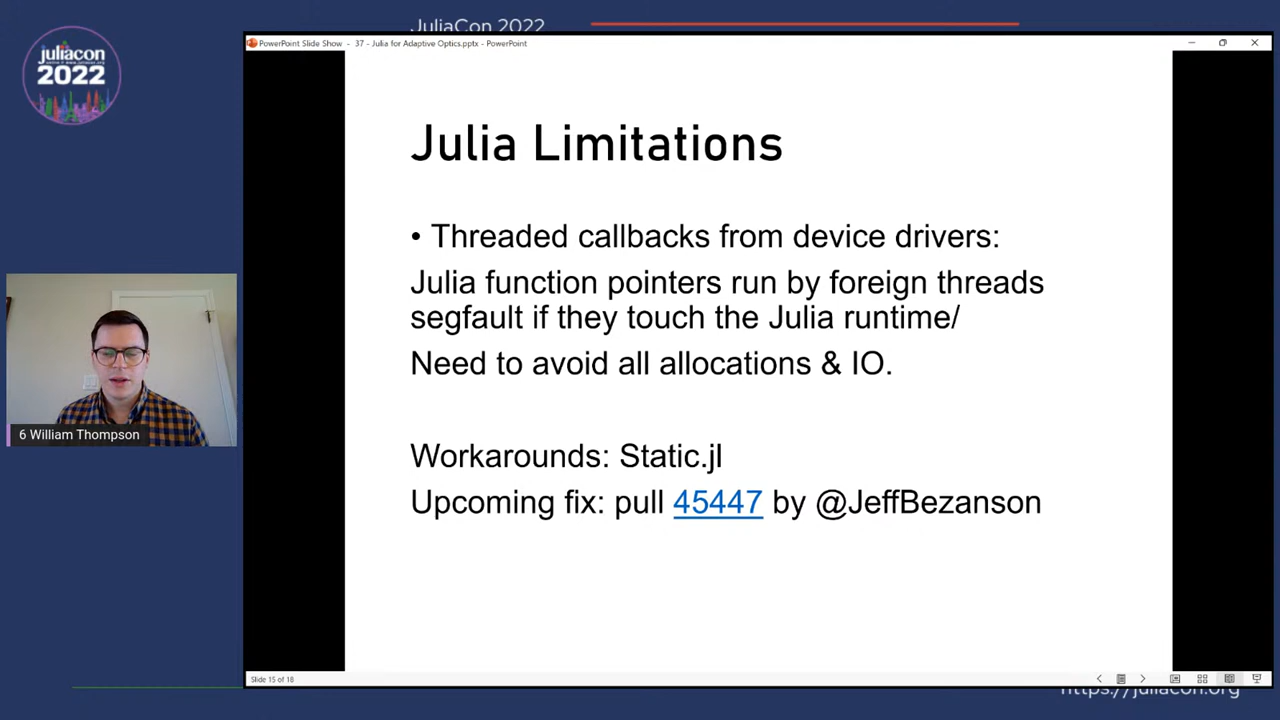 JuliaCon 2022
juliacon
2022
PowerPoint Slide Show - 37 - Julia for Adaptive Optics.pptx - PowerPoint
Julia Limitations
• Threaded callbacks from device drivers:
Julia function pointers run by foreign threads
segfault if they touch the Julia runtime/
Need to avoid all allocations & IO.
Workarounds: Static.jl
Upcoming fix: pull 45447 by @JeffBezanson
6 William Thompson
Slide 15 of 18
https://juliacon.org